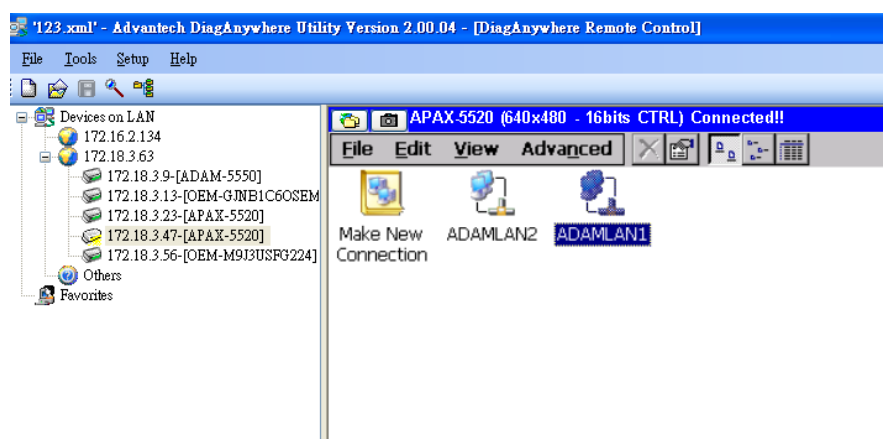 '123.xml' - Advantech DiagAnywhere Utility Version 2.00.04 - [DiagAnywhere Remote Control]
File Tools Setup Help
Devices on LAN
172.16.2.134
172.18.3.63
172.18.3.9-[ADAM-5550]
172.18.3.13-[OEM-GJNB1C6OSEM
172.18.3.23-[APAX-5520]
172.18.3.47-[APAX-5520]
172.18.3.56-[OEM-M9J3USFG224]
Others
Favorites
APAX-5520 (640x480 - 16bits CTRL) Connected!!
File Edit View Advanced
Make New Connection
ADAMLAN2
ADAMLAN1